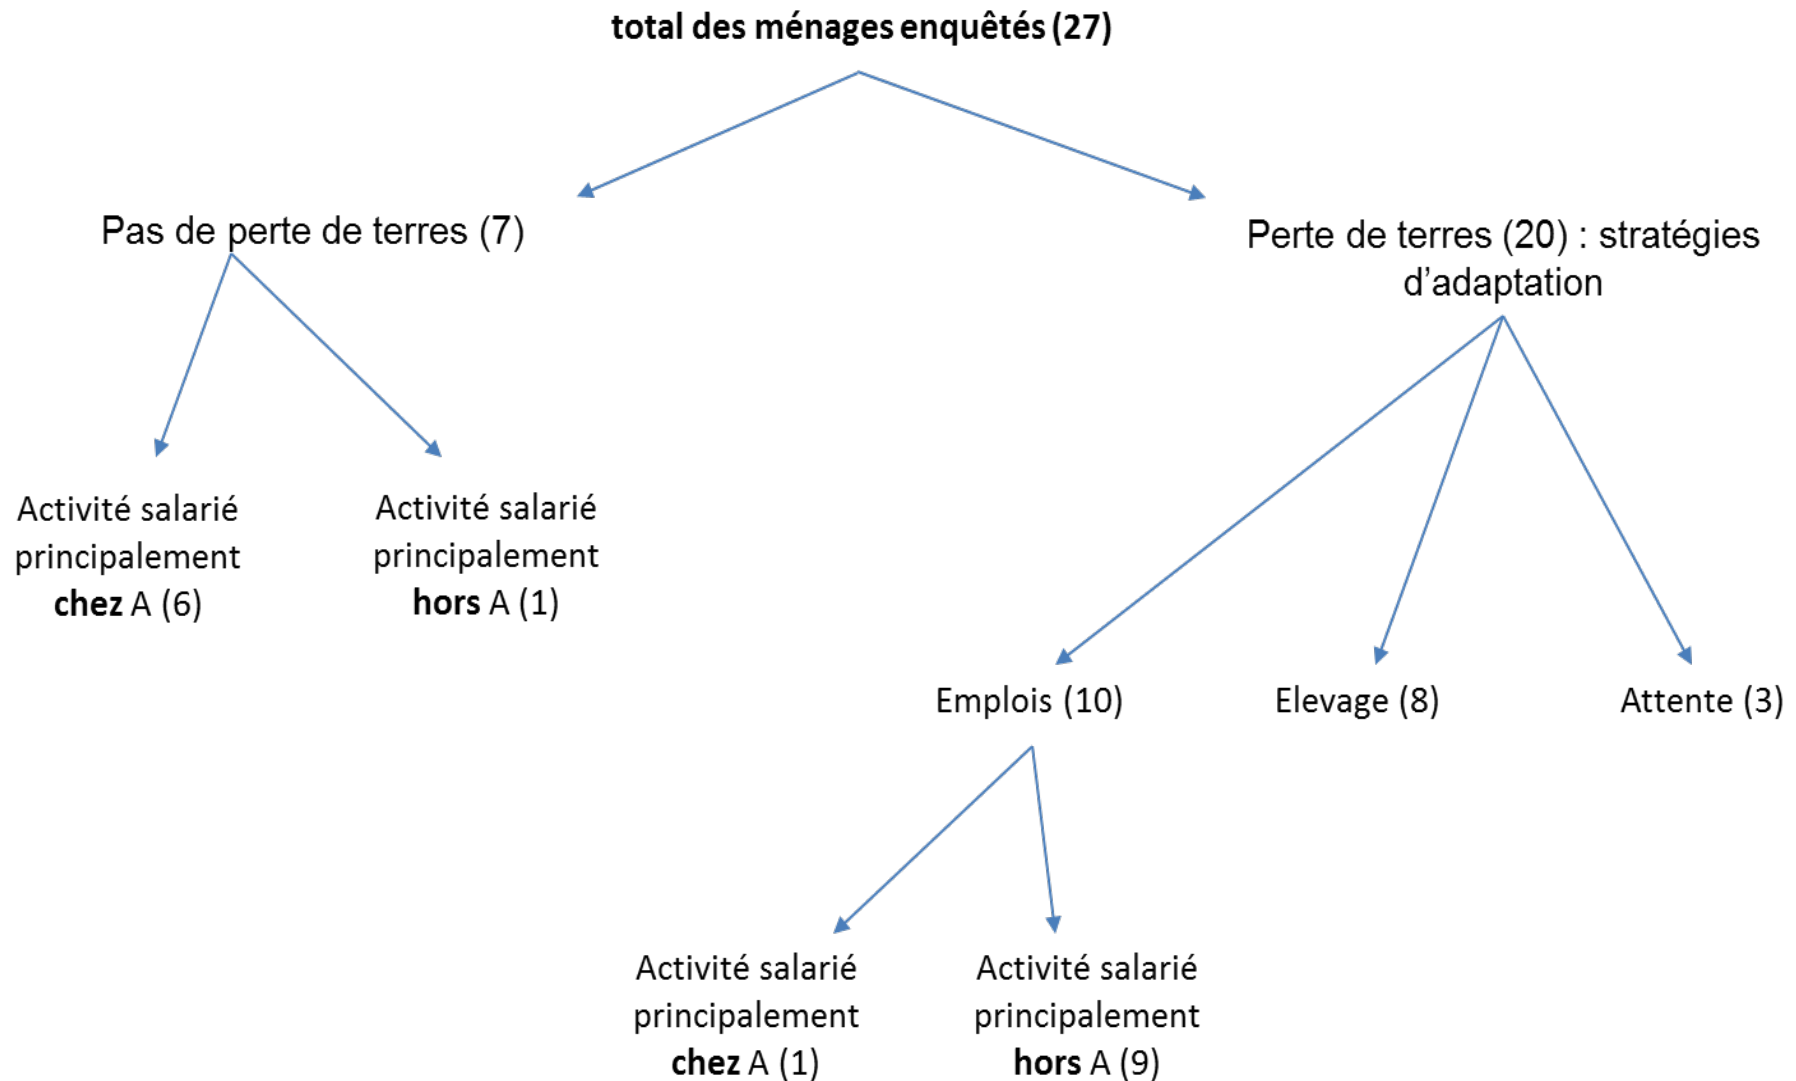 total des ménages enquêtés (27)
Pas de perte de terres (7)
Perte de terres (20) : stratégies
d’adaptation
Activité salarié
principalement
chez A (6)
Activité salarié
principalement
hors A (1)
Emplois (10)
Elevage (8)
Attente (3)
Activité salarié
principalement
chez A (1)
Activité salarié
principalement
hors A (9)